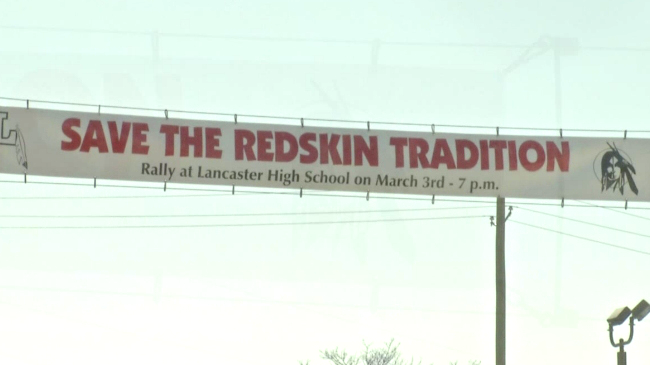 L
SAVE THE REDSKIN TRADITION
Rally at Lancaster High School on March 3rd - 7 p.m.